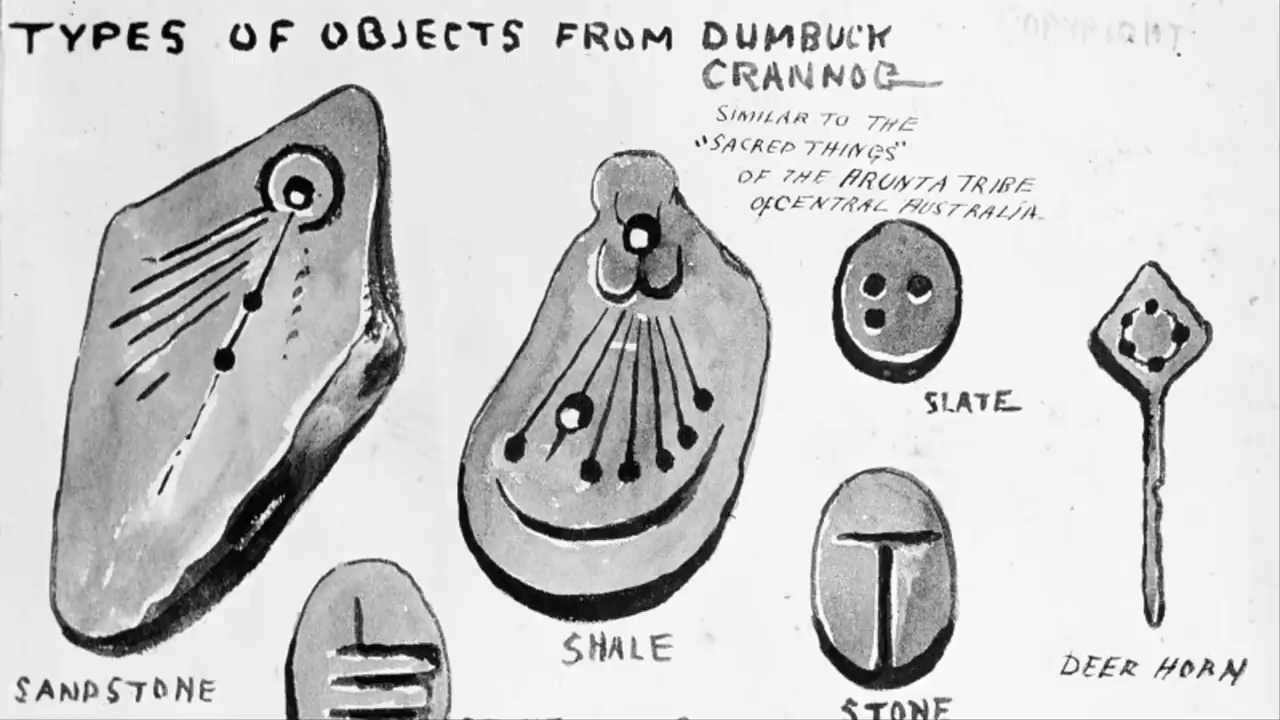 TYPES OF OBJECTS FROM DUMBUCK
CRANNOG
SIMILAR TO THE
"SACRED THINGS"
OF THE ARUNTA TRIBE
OF CENTRAL AUSTRALIA.
SLATE
SHALE
DEER HORN
SANDSTONE
STONE